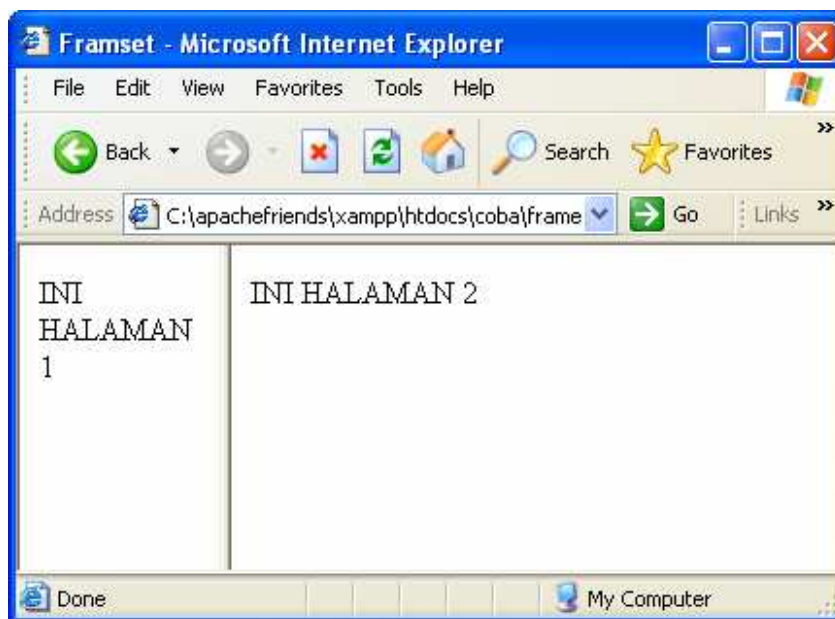 Framset - Microsoft Internet Explorer
File Edit View Favorites Tools Help
Back Search Favorites »
Address C:\apachefriends\xampp\htdocs\coba\frame Go Links »
INI
HALAMAN
1
INI HALAMAN 2
Done My Computer